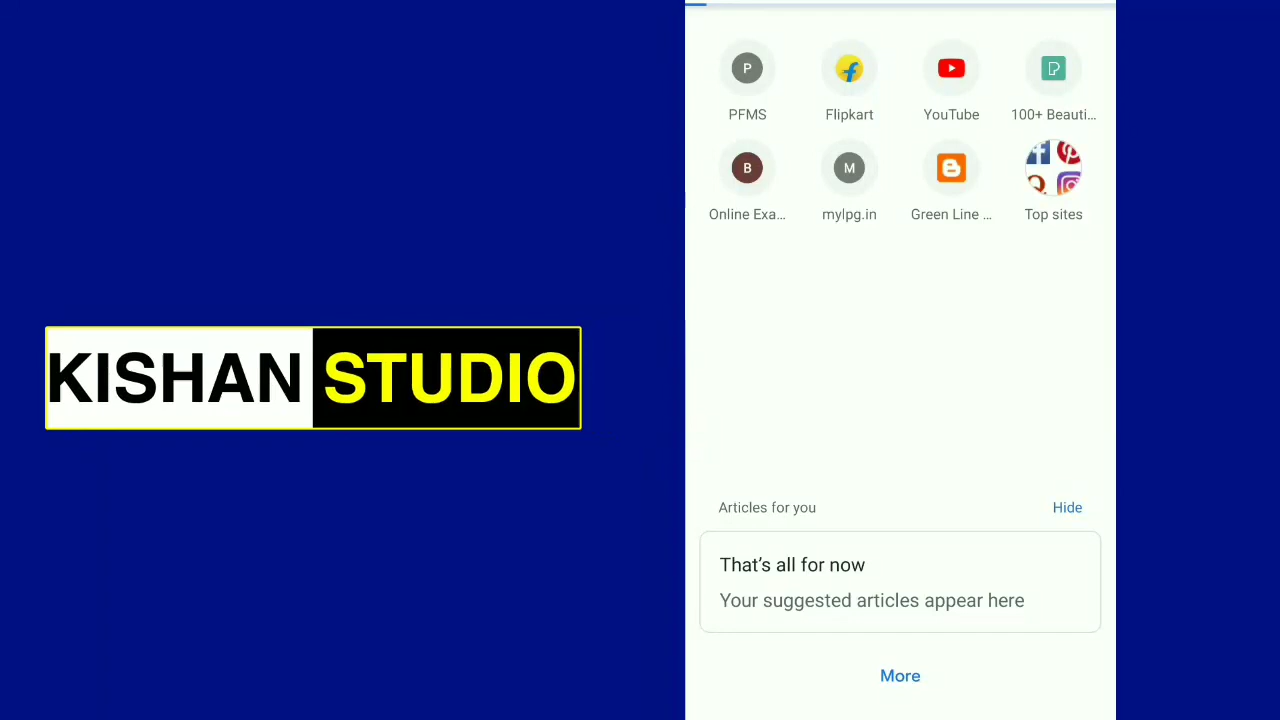 KISHAN STUDIO
P
PFMS
Flipkart
YouTube
100+ Beauti...
B
M
Online Exa...
mylpg.in
Green Line ...
Top sites
Articles for you
Hide
That's all for now
Your suggested articles appear here
More